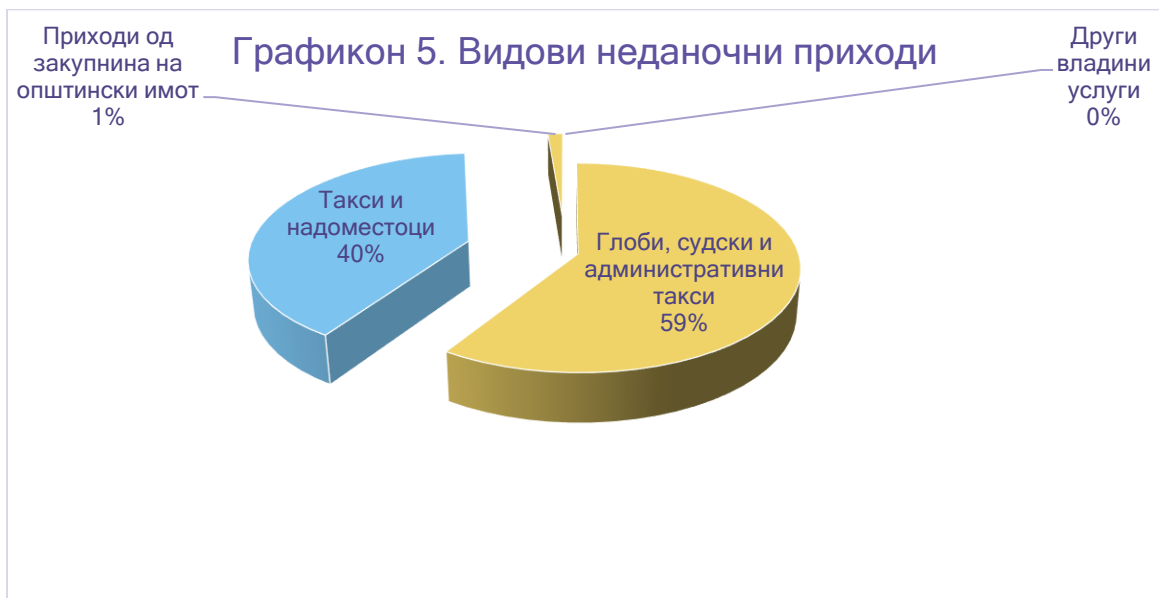 Графикон 5. Видови неданочни приходи
Приходи од
закупнина на
општински имот
1%
Други
владини
услуги
0%
Такси и
надоместоци
40%
Глоби, судски и
административни
такси
59%